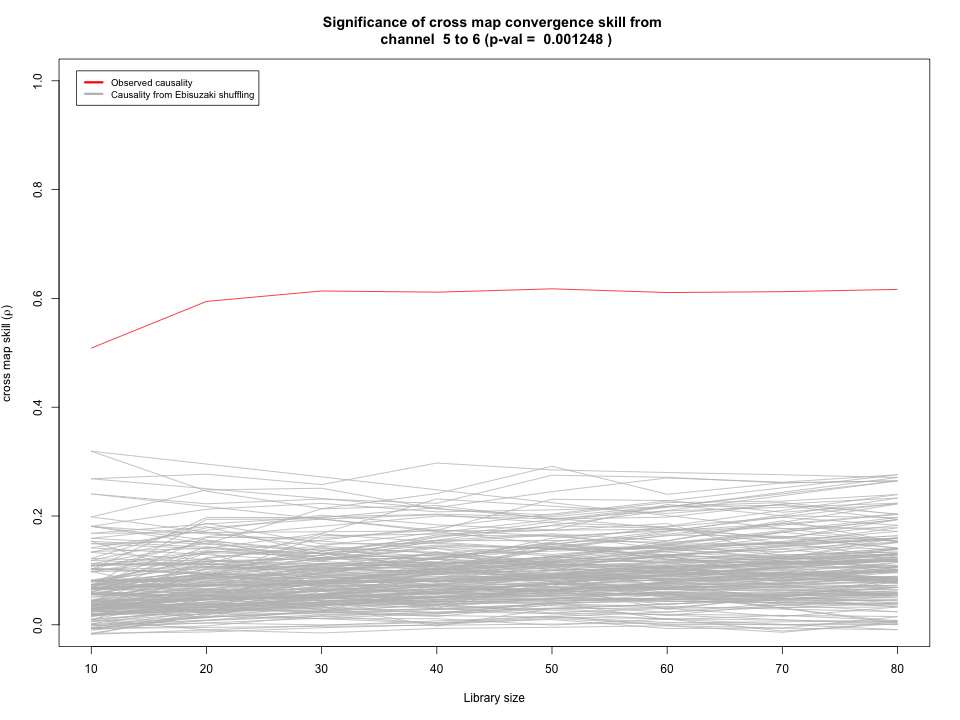 Significance of cross map convergence skill from
channel  5 to 6 (p-val =  0.001248 )
Observed causality
Causality from Ebisuzaki shuffling
cross map skill (ρ)
1.0
0.8
0.6
0.4
0.2
0.0
10 20 30 40 50 60 70 80
Library size